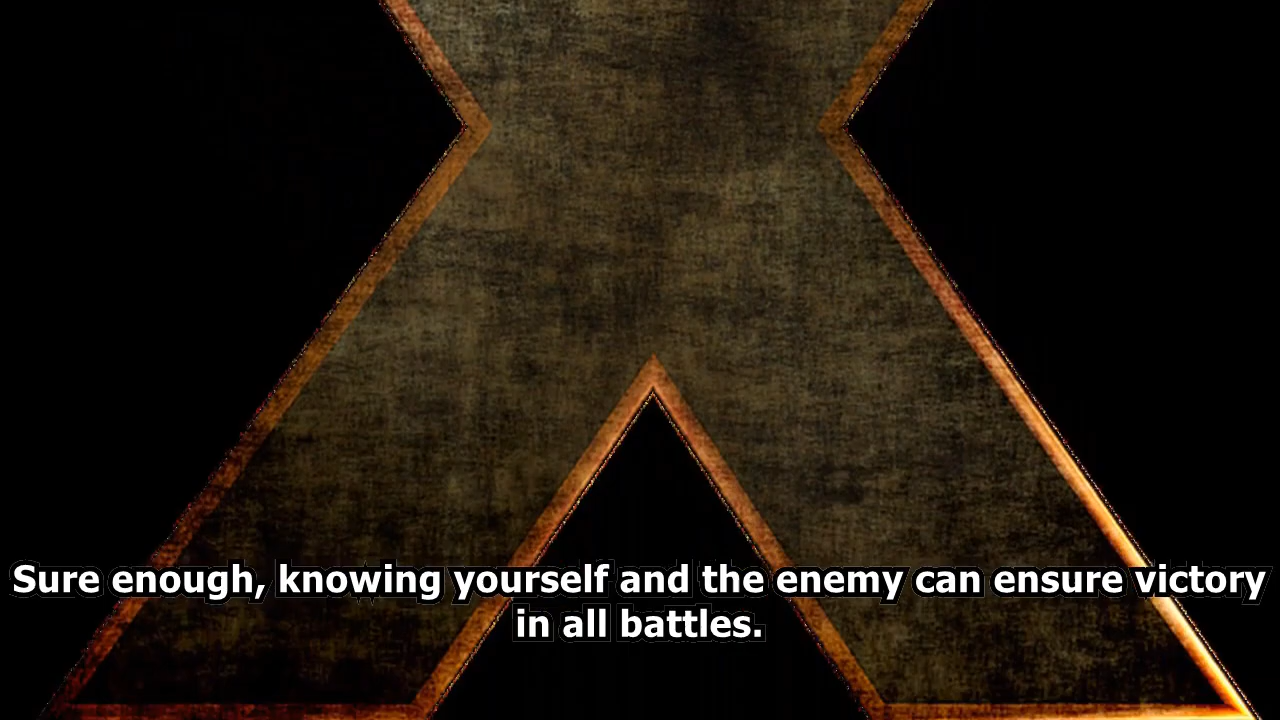 Sure enough, knowing yourself and the enemy can ensure victory
in all battles.